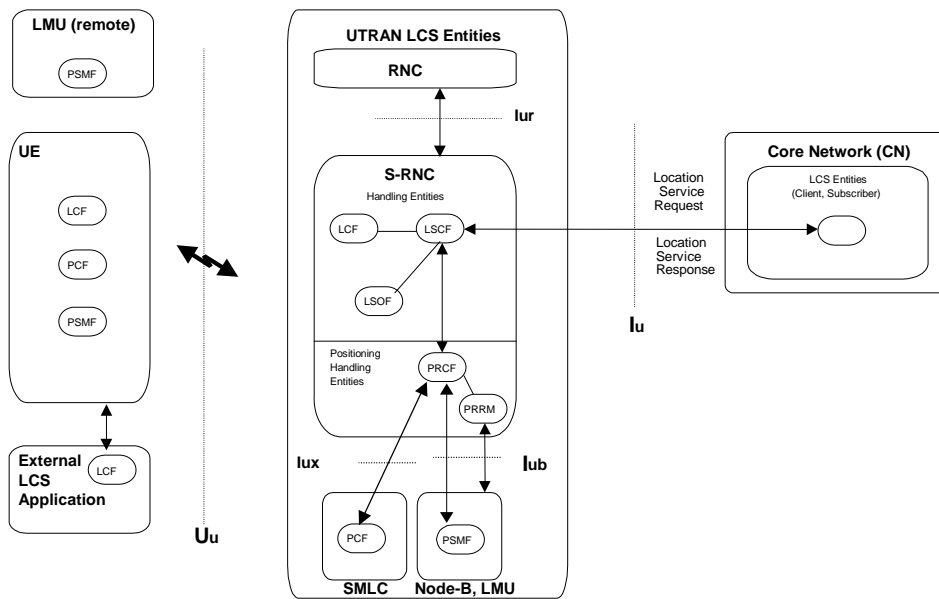 LMU (remote)
PSMF
UE
LCF
PCF
PSMF
External
LCS
Application
LCF
Uu
UTRAN LCS Entities
RNC
Iur
S-RNC
Handling Entities
LCF
LSCF
LSOF
Positioning
Handling
Entities
PRCF
PRRM
Iux
Iub
PCF
PSMF
SMLC
Node-B, LMU
Location
Service
Request
Location
Service
Response
Iu
Core Network (CN)
LCS Entities
(Client, Subscriber)